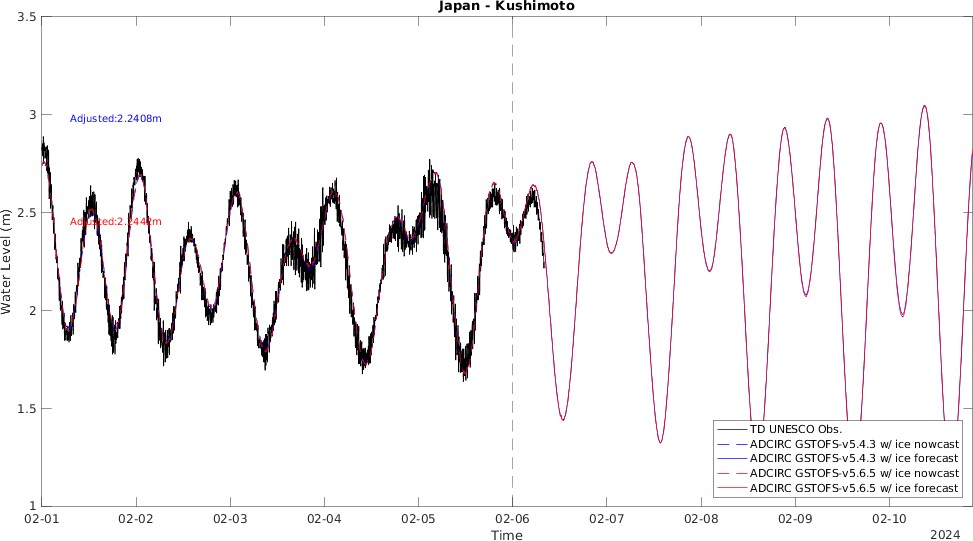 Japan - Kushimoto
3.5
3
2.5
2
1.5
1
Water Level (m)
Adjusted:2.2408m
Adjusted:2.2442m
TD UNESCO Obs.
ADCIRC GSTOFS-v5.4.3 w/ ice nowcast
ADCIRC GSTOFS-v5.4.3 w/ ice forecast
ADCIRC GSTOFS-v5.6.5 w/ ice nowcast
ADCIRC GSTOFS-v5.6.5 w/ ice forecast
02-01 02-02 02-03 02-04 02-05 02-06 02-07 02-08 02-09 02-10
Time
2024